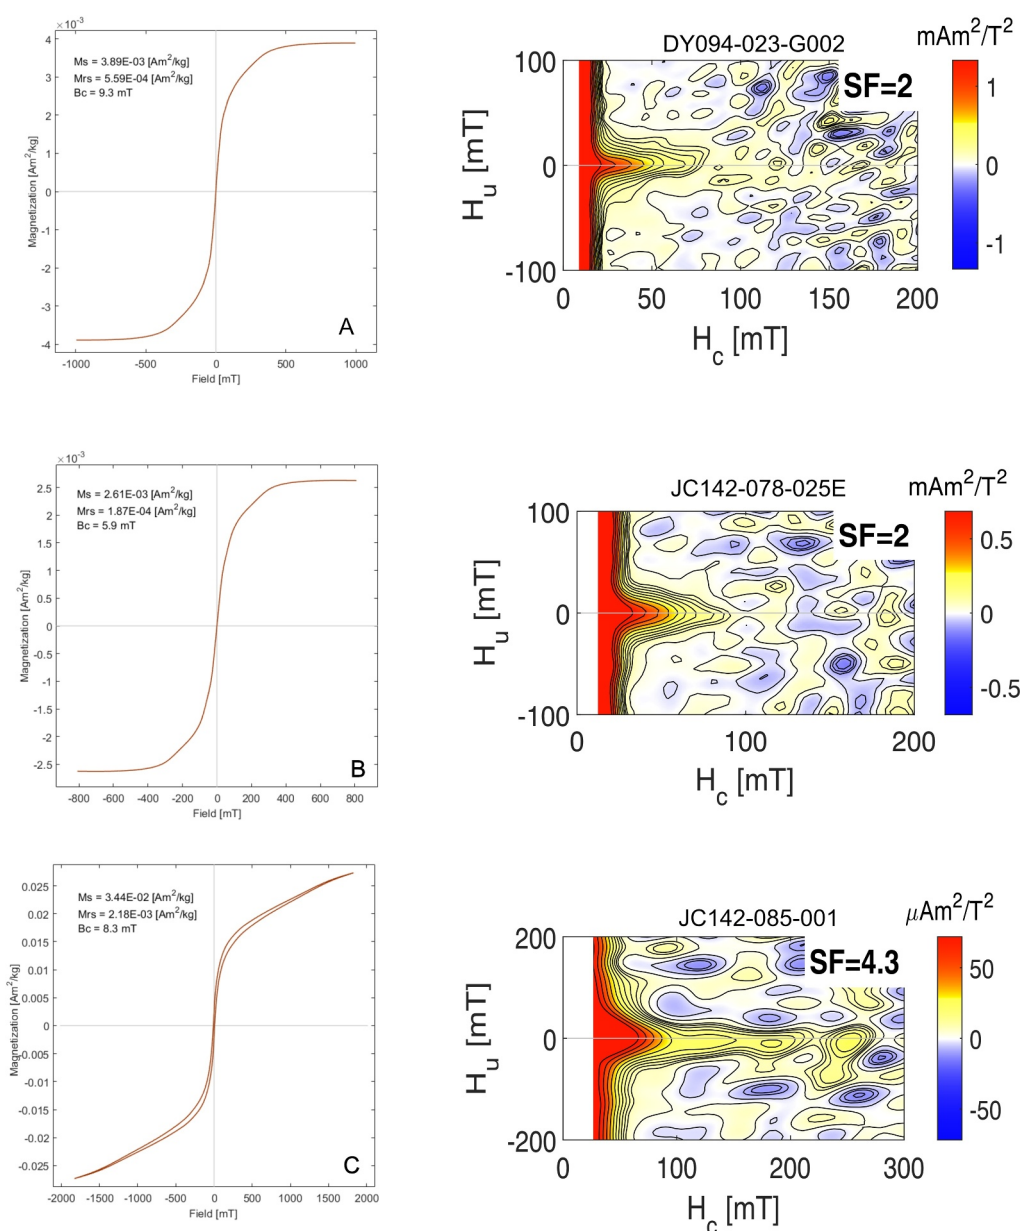 ×10⁻³
Ms = 3.89E-03 [Am²/kg]
Mrs = 5.59E-04 [Am²/kg]
Bc = 9.3 mT
4
3
2
1
0
-1
-2
-3
-4
Magnetization [Am²/kg]
-1000 -500 0 500 1000
Field [mT]
A
DY094-023-G002
SF=2
mAm²/T²
100
0
-100
H_u [mT]
0 50 100 150 200
H_c [mT]
1
0
-1
×10⁻³
Ms = 2.61E-03 [Am²/kg]
Mrs = 1.87E-04 [Am²/kg]
Bc = 5.9 mT
2.5
2
1.5
1
0.5
0
-0.5
-1
-1.5
-2
-2.5
Magnetization [Am²/kg]
-800 -600 -400 -200 0 200 400 600 800
Field [mT]
B
JC142-078-025E
SF=2
mAm²/T²
100
0
-100
H_u [mT]
0 100 200
H_c [mT]
0.5
0
-0.5
Ms = 3.44E-02 [Am²/kg]
Mrs = 2.18E-03 [Am²/kg]
Bc = 8.3 mT
0.025
0.02
0.015
0.01
0.005
0
-0.005
-0.01
-0.015
-0.02
-0.025
Magnetization [Am²/kg]
-2000 -1500 -1000 -500 0 500 1000 1500 2000
Field [mT]
C
JC142-085-001
SF=4.3
μAm²/T²
200
0
-200
H_u [mT]
0 100 200 300
H_c [mT]
50
0
-50